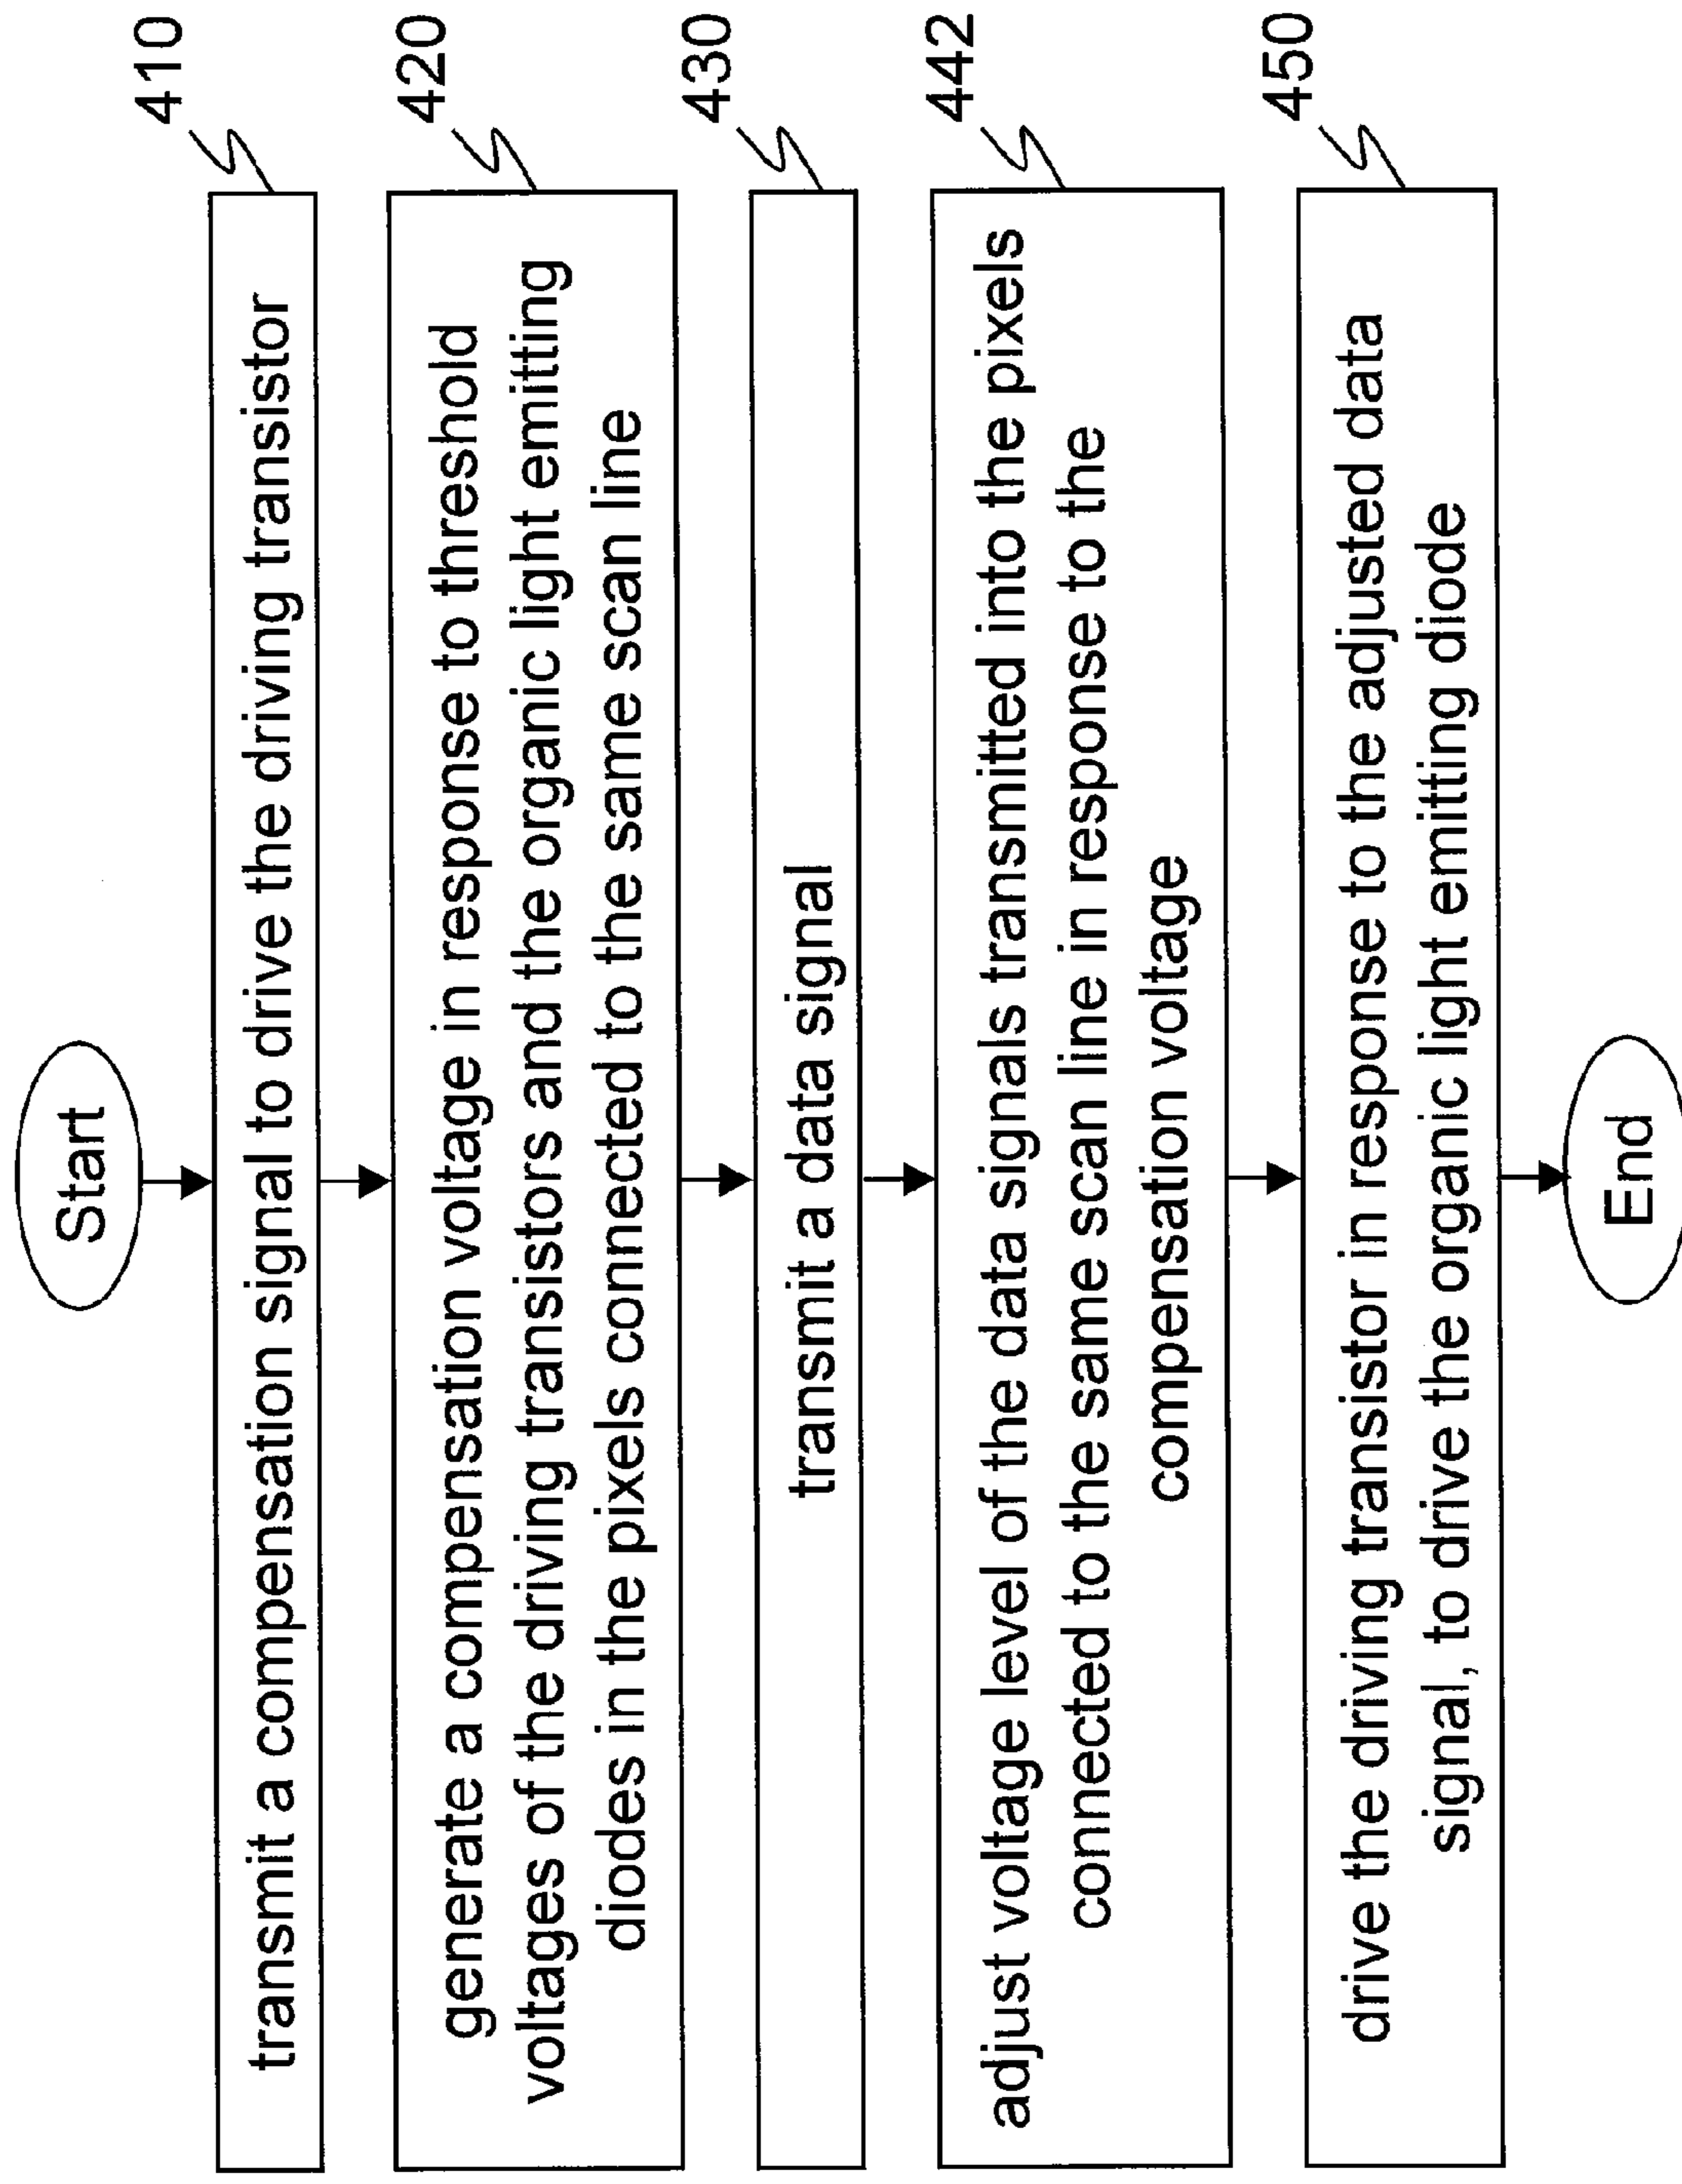 Start
410
transmit a compensation signal to drive the driving transistor
420
generate a compensation voltage in response to threshold
voltages of the driving transistors and the organic light emitting
diodes in the pixels connected to the same scan line
430
transmit a data signal
442
adjust voltage level of the data signals transmitted into the pixels
connected to the same scan line in response to the
compensation voltage
450
drive the driving transistor in response to the adjusted data
signal, to drive the organic light emitting diode
End